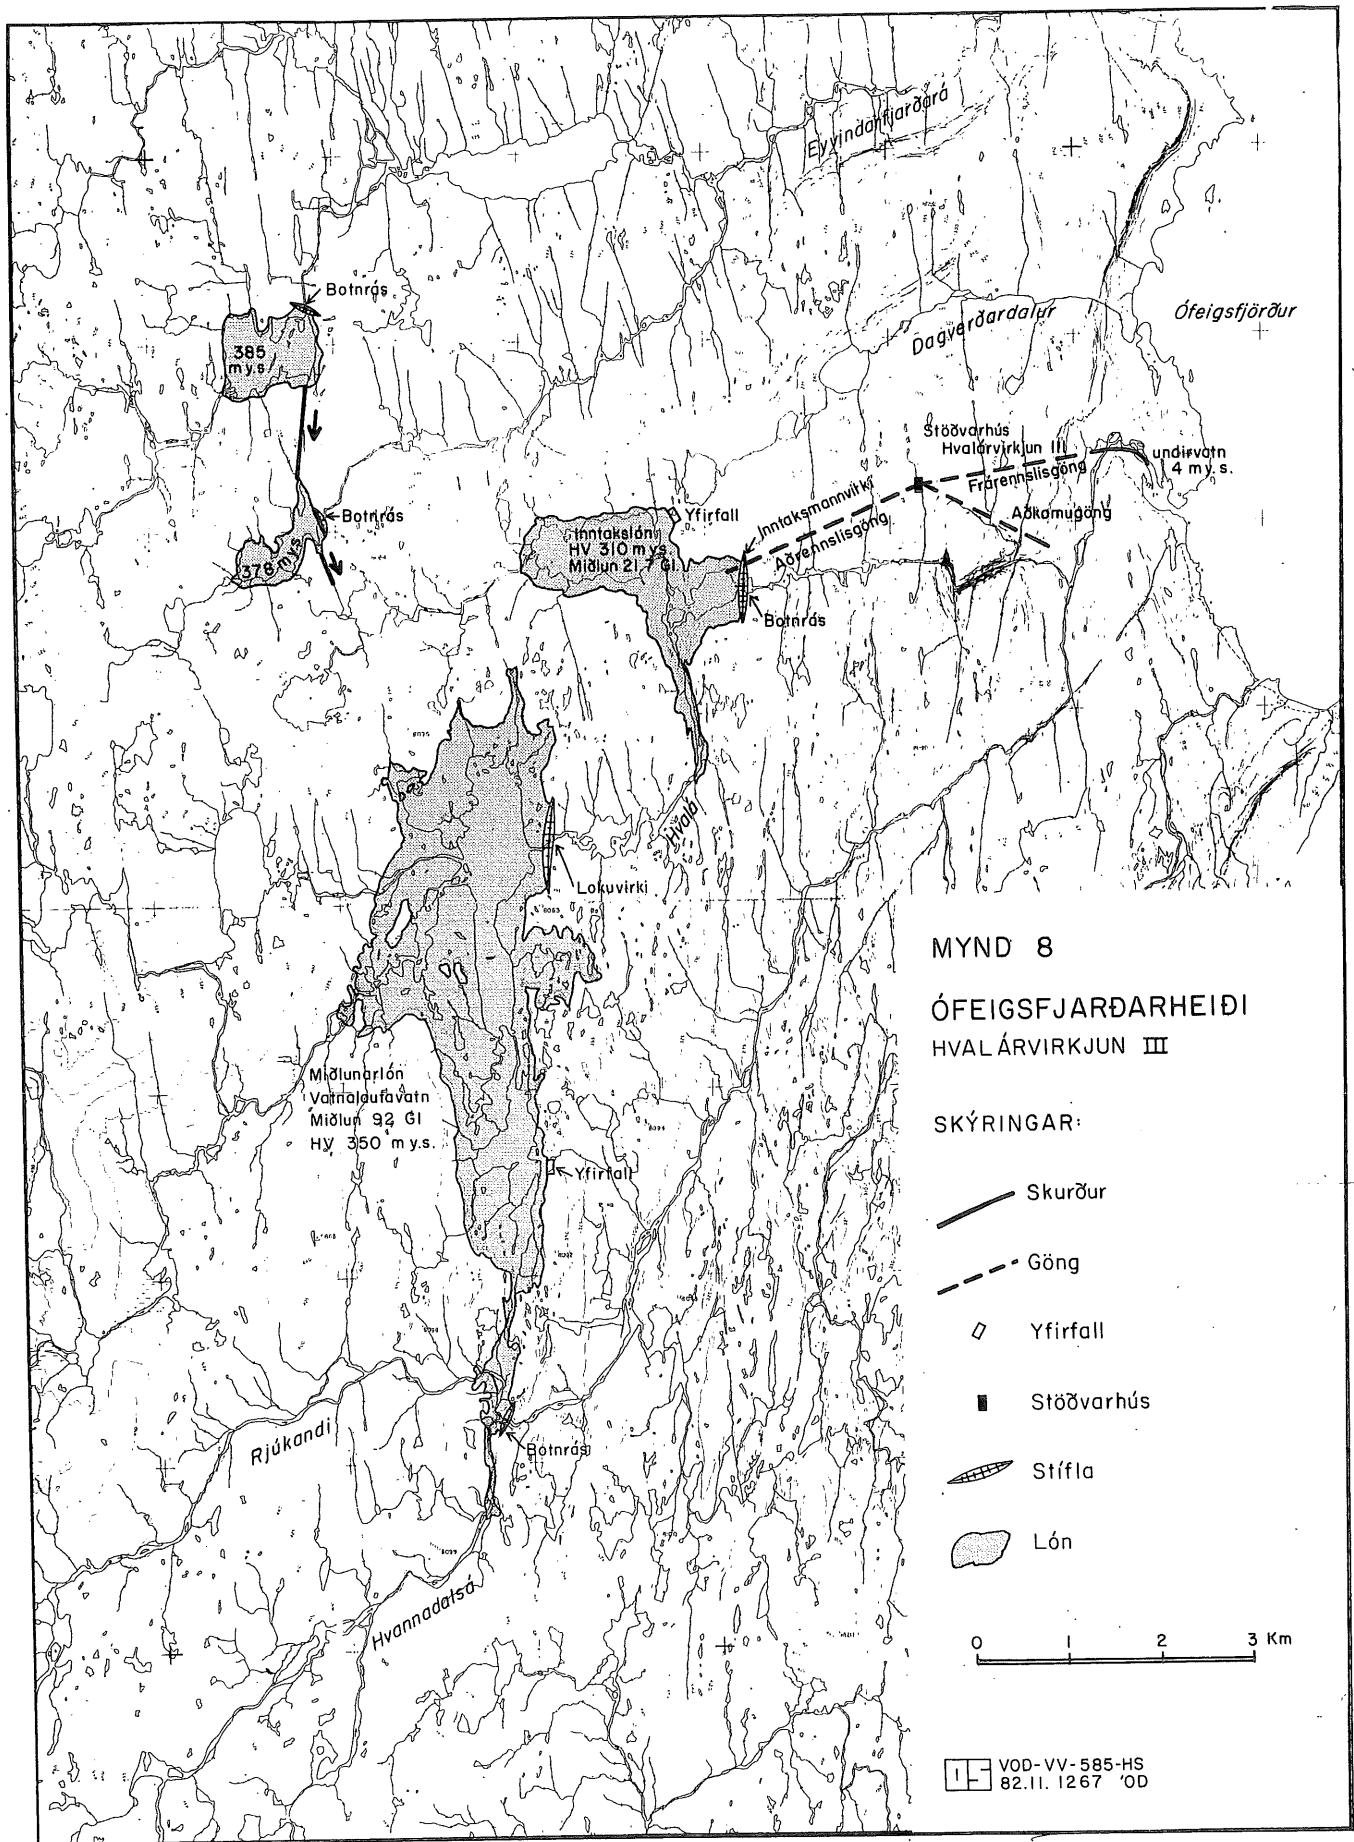 Eyvindarfjarðará
Botnrás
385
m y.s.
Dagverðardalur
Ófeigsfjörður
Stöðvarhús
Hvalárvirkjun III
Frárennslisgöng
undirvatn
4 m y.s.
Botnrás
378 m y s
Yfirfall
Inntaksmannvirki
Aðrennslisgöng
Aðkomugöng
Inntakslón
HV 310 m y s
Miðlun 21,7 Gl
Botnrás
Hvalá
Lokuvirki
Miðlunarlón
Vatnalautavatn
Miðlun 92 Gl
HV 350 m y.s.
Yfirfall
Rjúkandi
Botnrás
Hvannadalsá
MYND 8
ÓFEIGSFJARÐARHEIÐI
HVALÁRVIRKJUN III
SKÝRINGAR:
Skurður
Göng
Yfirfall
Stöðvarhús
Stífla
Lón
0 1 2 3 Km
OS VOD-VV-585-HS
82.11.1267 'OD